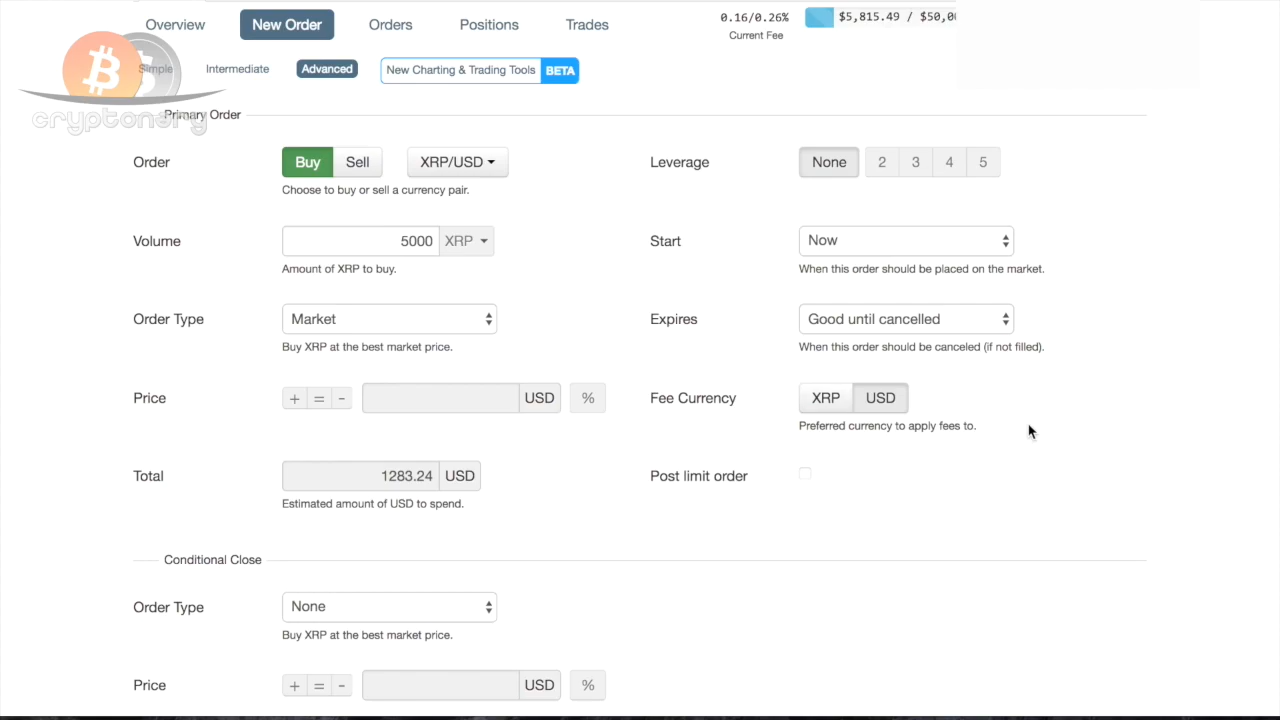 Overview New Order Orders Positions Trades 0.16/0.26% $5,815.49 / $50,00
Current Fee
Simple Intermediate Advanced New Charting & Trading Tools BETA
cryptonary
Primary Order
Order Buy Sell XRP/USD Leverage None 2 3 4 5
Choose to buy or sell a currency pair.
Volume 5000 XRP Start Now
Amount of XRP to buy. When this order should be placed on the market.
Order Type Market Expires Good until cancelled
Buy XRP at the best market price. When this order should be canceled (if not filled).
Price + = - USD % Fee Currency XRP USD
Preferred currency to apply fees to.
Total 1283.24 USD Post limit order
Estimated amount of USD to spend.
Conditional Close
Order Type None
Buy XRP at the best market price.
Price + = - USD %